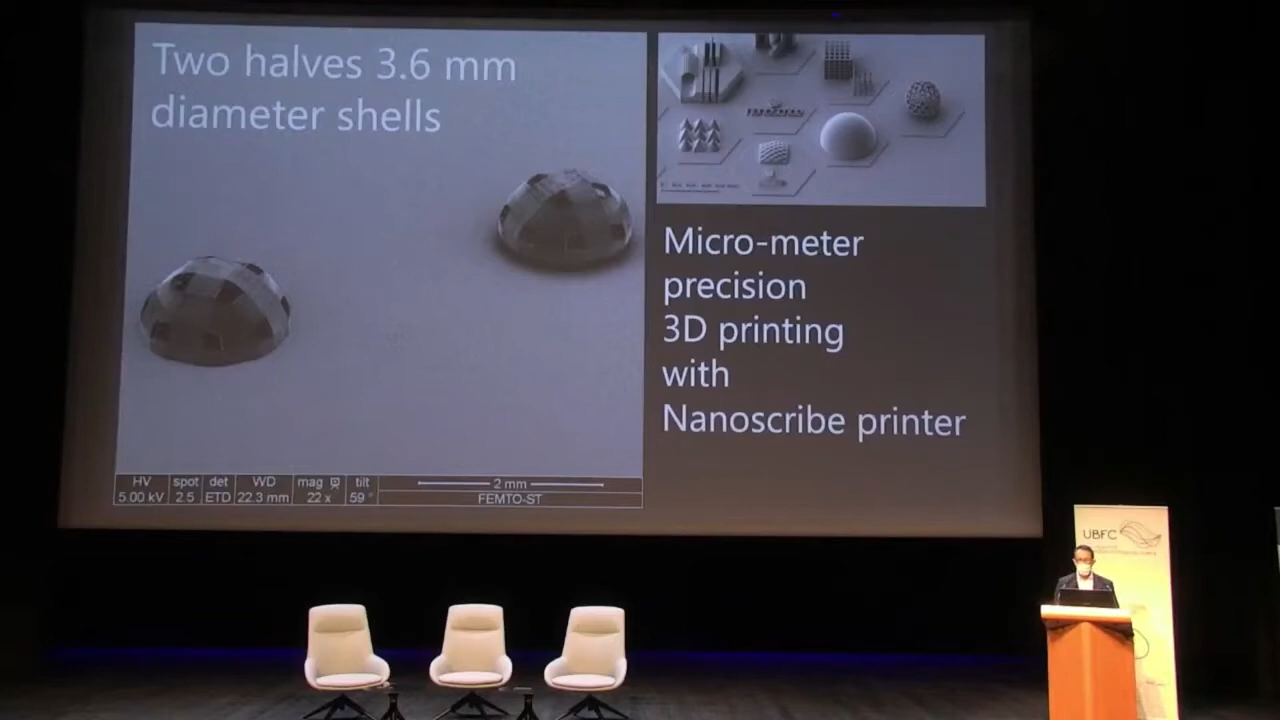 Two halves 3.6 mm
diameter shells
Micro-meter
precision
3D printing
with
Nanoscribe printer
HV spot det WD mag tilt
5.00 kV 2.5 ETD 22.3 mm 22 x 59 °
2 mm
FEMTO-ST
UBFC